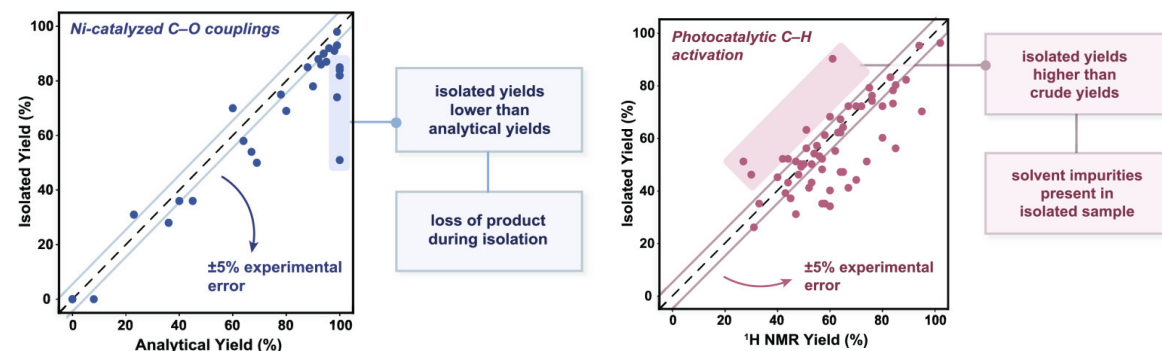 Ni-catalyzed C–O couplings
100
80
60
40
20
0
Isolated Yield (%)
±5% experimental
error
0
20
40
60
80
100
Analytical Yield (%)
isolated yields
lower than
analytical yields
loss of product
during isolation
Photocatalytic C–H
activation
100
80
60
40
20
0
Isolated Yield (%)
±5% experimental
error
0
20
40
60
80
100
¹H NMR Yield (%)
isolated yields
higher than
crude yields
solvent impurities
present in
isolated sample